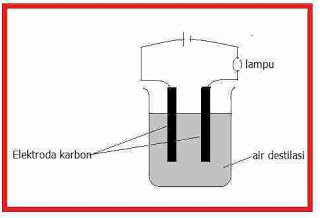 lampu
Elektroda karbon
air destilasi